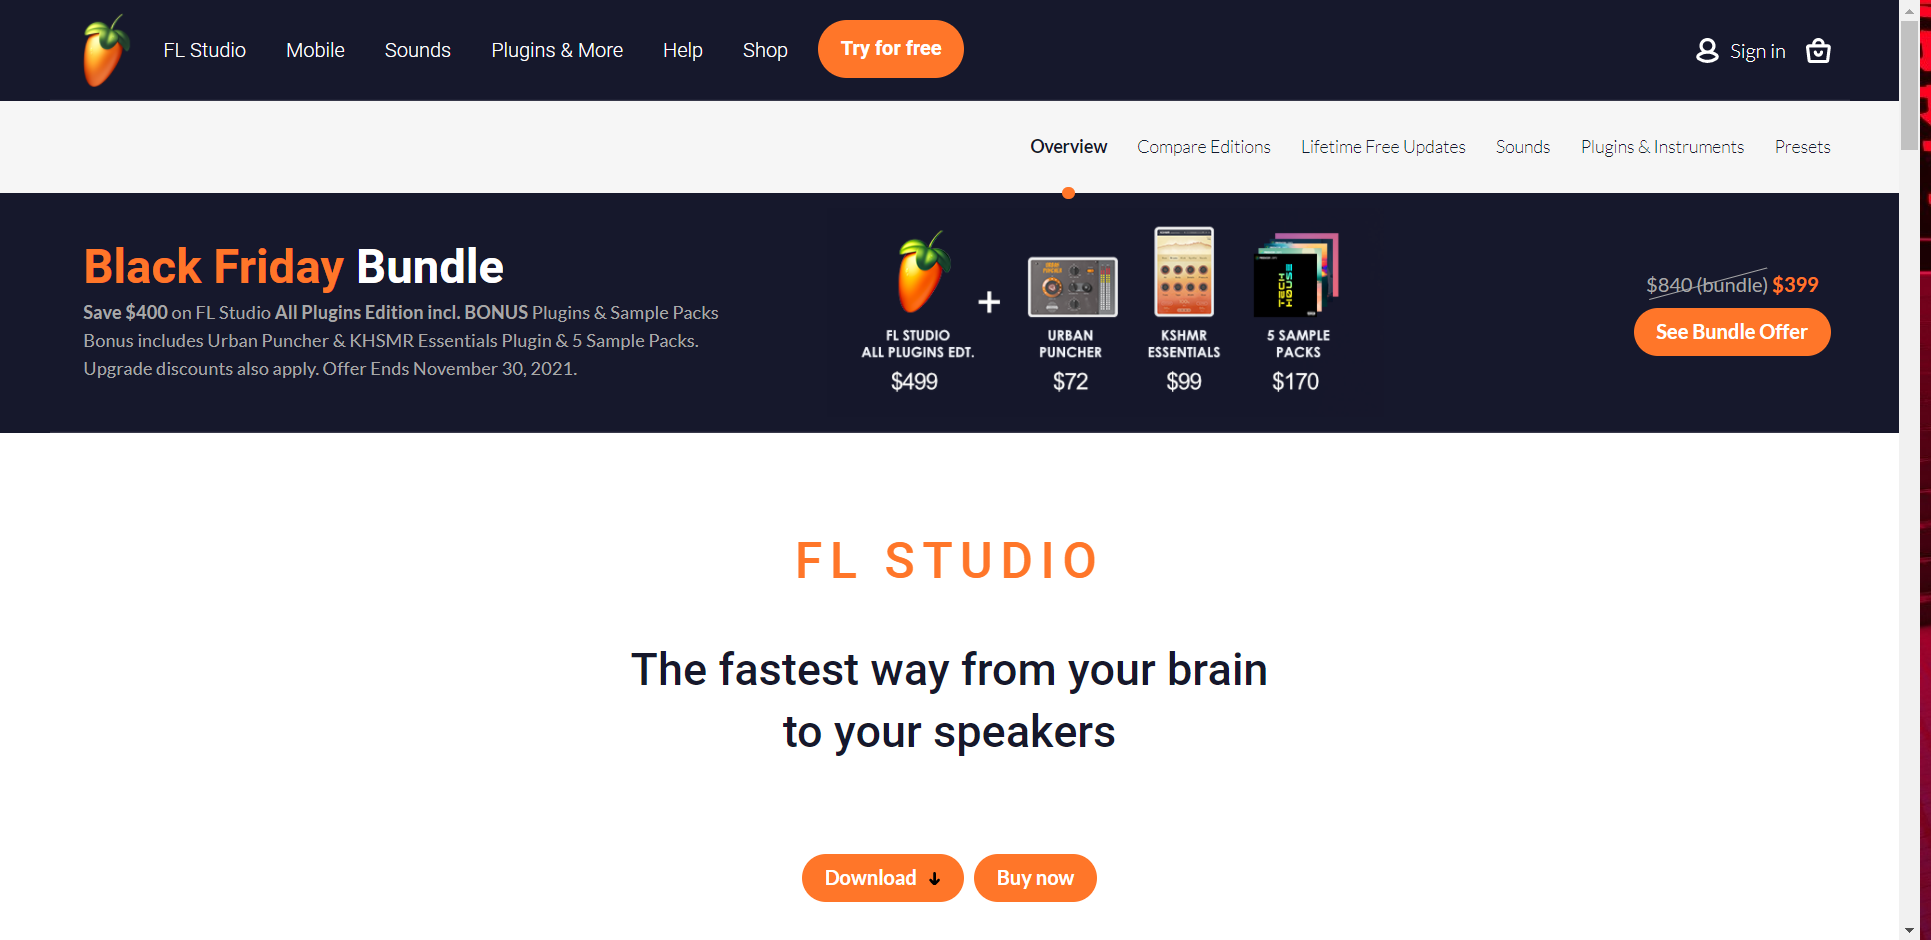 FL Studio Mobile Sounds Plugins & More Help Shop Try for free Sign in
Overview Compare Editions Lifetime Free Updates Sounds Plugins & Instruments Presets
Black Friday Bundle
Save $400 on FL Studio All Plugins Edition incl. BONUS Plugins & Sample Packs
Bonus includes Urban Puncher & KHSMR Essentials Plugin & 5 Sample Packs.
Upgrade discounts also apply. Offer Ends November 30, 2021.
+
URBAN PUNCHER
TECH HOUSE
FL STUDIO
ALL PLUGINS EDT.
$499
URBAN
PUNCHER
$72
KSHMR
ESSENTIALS
$99
5 SAMPLE
PACKS
$170
$840 (bundle) $399
See Bundle Offer
FL STUDIO
The fastest way from your brain
to your speakers
Download
Buy now